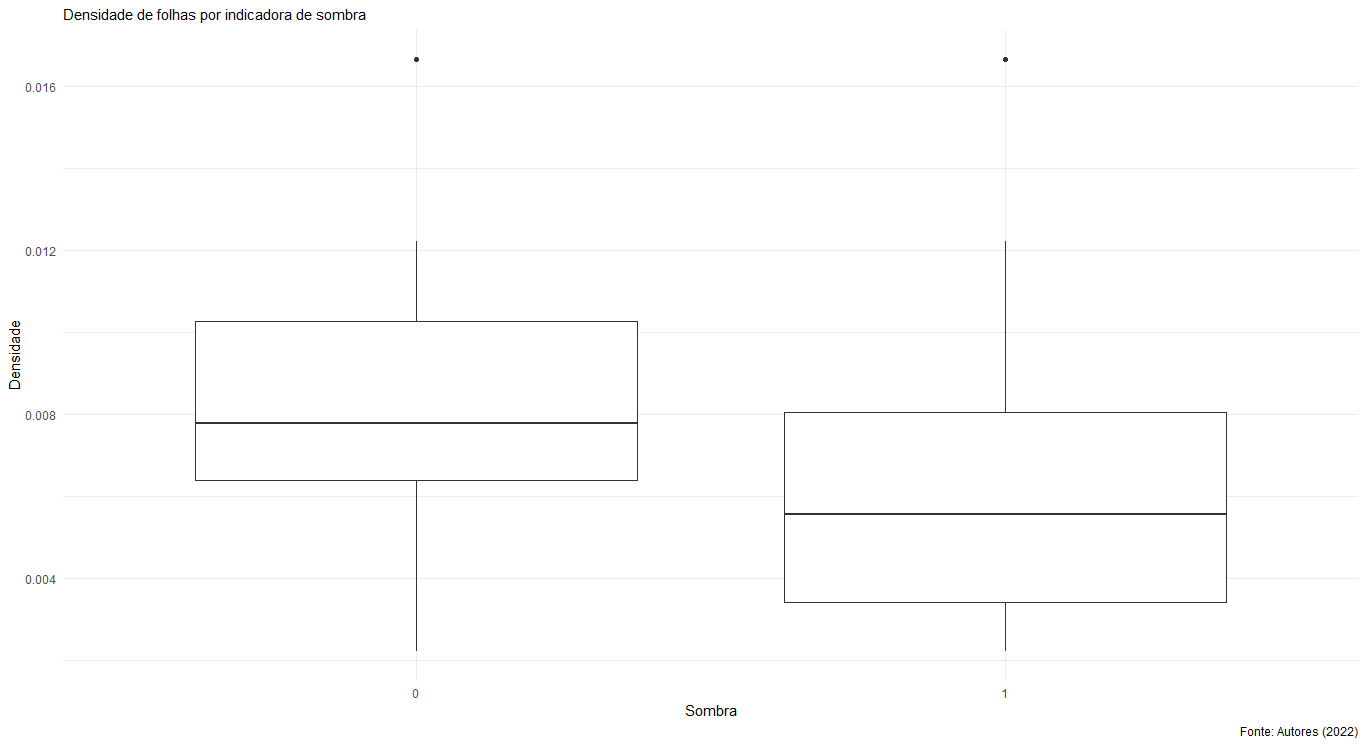 Densidade de folhas por indicadora de sombra
0.016
0.012
0.008
0.004
Densidade
0 1
Sombra
Fonte: Autores (2022)